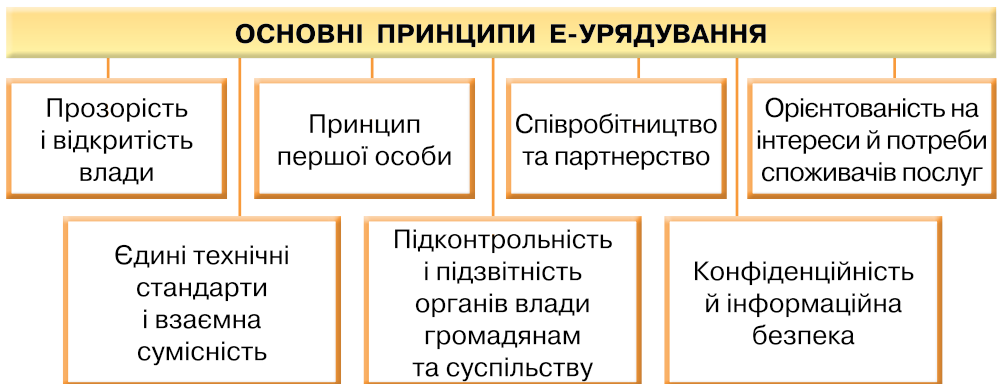 ОСНОВНІ ПРИНЦИПИ Е-УРЯДУВАННЯ
Прозорість
і відкритість
влади
Принцип
першої особи
Співробітництво
та партнерство
Орієнтованість на
інтереси й потреби
споживачів послуг
Єдині технічні
стандарти
і взаємна
сумісність
Підконтрольність
і підзвітність
органів влади
громадянам
та суспільству
Конфіденційність
й інформаційна
безпека